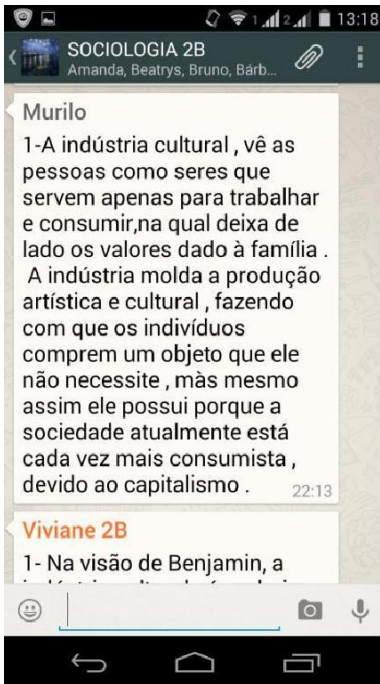 1 2 13:18
SOCIOLOGIA 2B
Amanda, Beatrys, Bruno, Bárb...
Murilo
1-A indústria cultural , vê as
pessoas como seres que
servem apenas para trabalhar
e consumir,na qual deixa de
lado os valores dado à família .
A indústria molda a produção
artística e cultural , fazendo
com que os indivíduos
comprem um objeto que ele
não necessite , màs mesmo
assim ele possui porque a
sociedade atualmente está
cada vez mais consumista ,
devido ao capitalismo .
22:13
Viviane 2B
1- Na visão de Benjamin, a